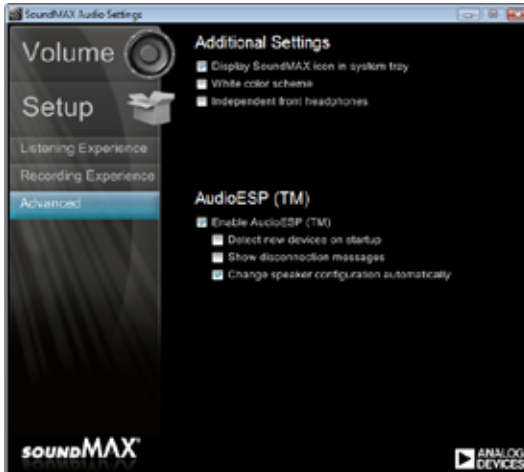 SoundMAX Audio Settings
Volume
Setup
Listening Experience
Recording Experience
Advanced
Additional Settings
Display SoundMAX icon in system tray
White color scheme
Independent front headphones
AudioESP (TM)
Enable AudioESP (TM)
Detect new devices on startup
Show disconnection messages
Change speaker configuration automatically
SOUNDMAX
ANALOG
DEVICES